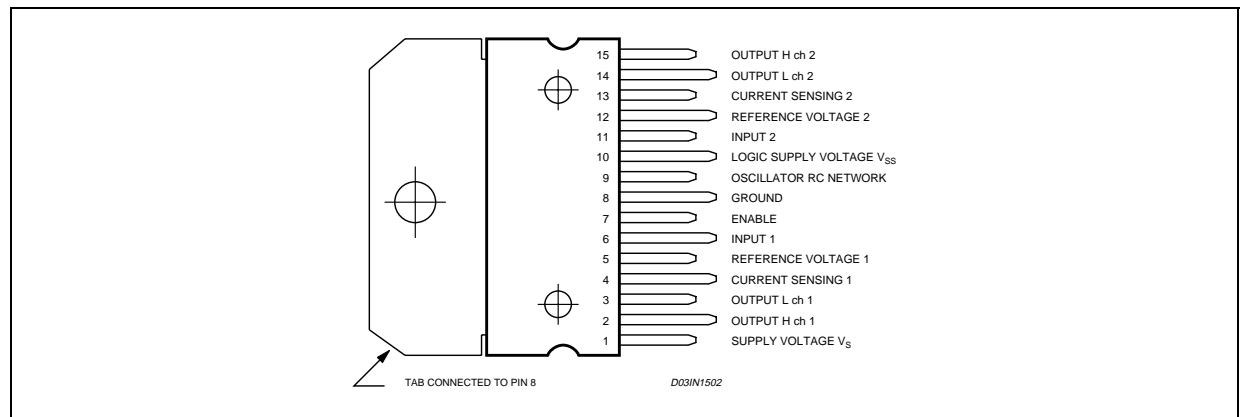 15 OUTPUT H ch 2
14 OUTPUT L ch 2
13 CURRENT SENSING 2
12 REFERENCE VOLTAGE 2
11 INPUT 2
10 LOGIC SUPPLY VOLTAGE VSS
9 OSCILLATOR RC NETWORK
8 GROUND
7 ENABLE
6 INPUT 1
5 REFERENCE VOLTAGE 1
4 CURRENT SENSING 1
3 OUTPUT L ch 1
2 OUTPUT H ch 1
1 SUPPLY VOLTAGE VS
TAB CONNECTED TO PIN 8 D03IN1502